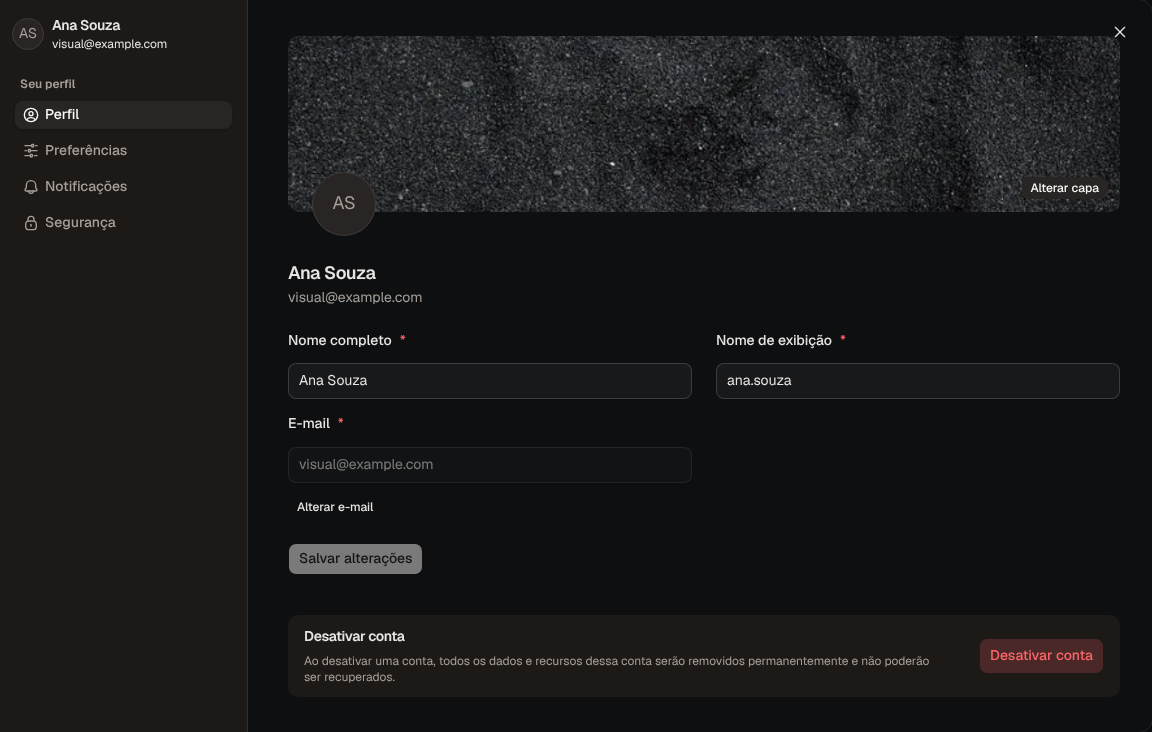 AS
Ana Souza
visual@example.com
Seu perfil
Perfil
Preferências
Notificações
Segurança
Alterar capa
AS
Ana Souza
visual@example.com
Nome completo *
Nome de exibição *
Ana Souza
ana.souza
E-mail *
visual@example.com
Alterar e-mail
Salvar alterações
Desativar conta
Ao desativar uma conta, todos os dados e recursos dessa conta serão removidos permanentemente e não poderão
ser recuperados.
Desativar conta